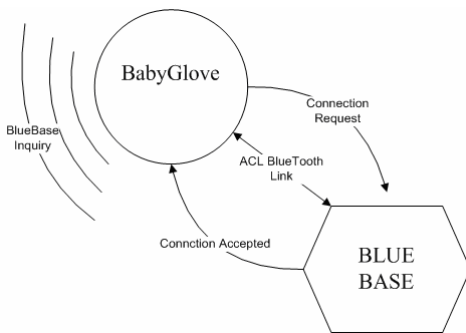 BabyGlove
BlueBase
Inquiry
Connection
Request
ACL BlueTooth
Link
Connction Accepted
BLUE
BASE